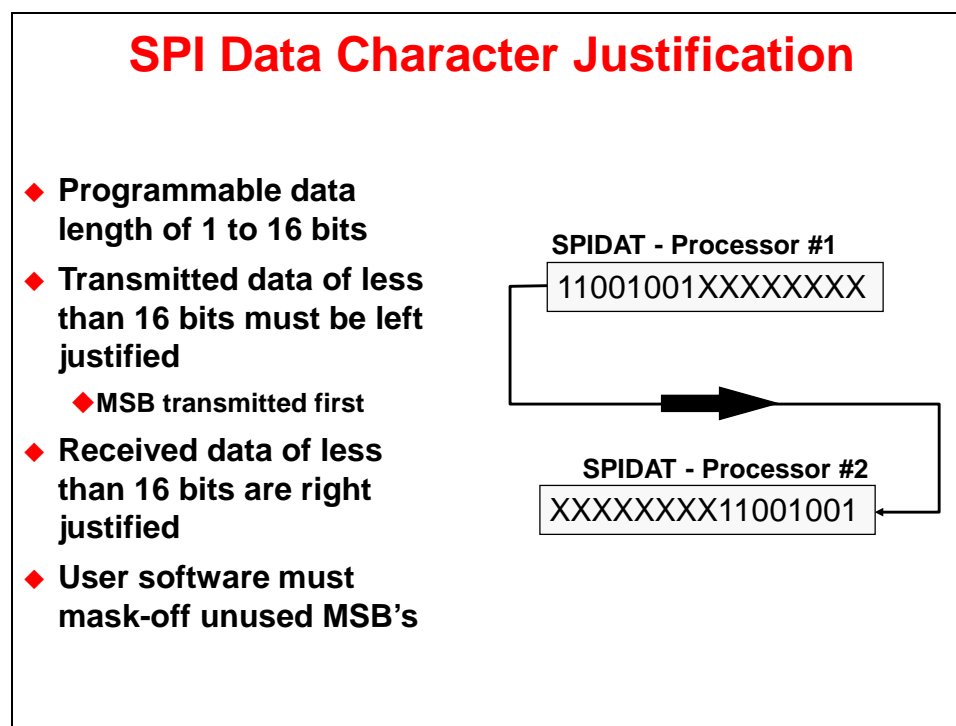 SPI Data Character Justification
◆ Programmable data
length of 1 to 16 bits
◆ Transmitted data of less
than 16 bits must be left
justified
◆MSB transmitted first
◆ Received data of less
than 16 bits are right
justified
◆ User software must
mask-off unused MSB's
SPIDAT - Processor #1
11001001XXXXXXXX
SPIDAT - Processor #2
XXXXXXXX11001001